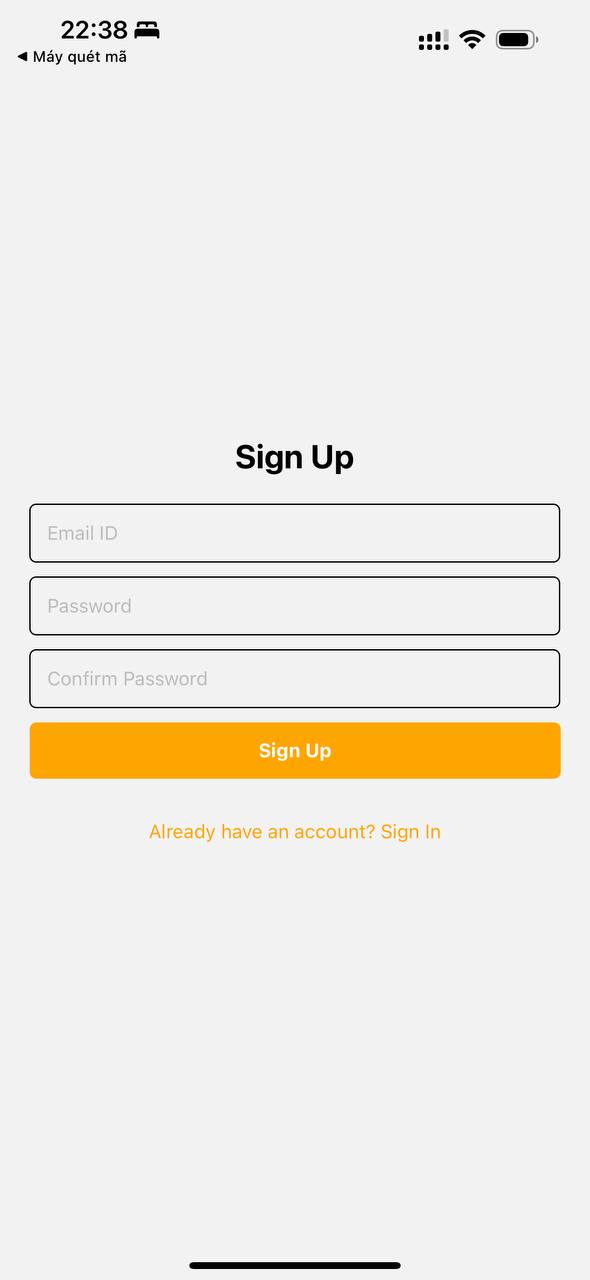 22:38
◀ Máy quét mã
Sign Up
Email ID
Password
Confirm Password
Sign Up
Already have an account? Sign In